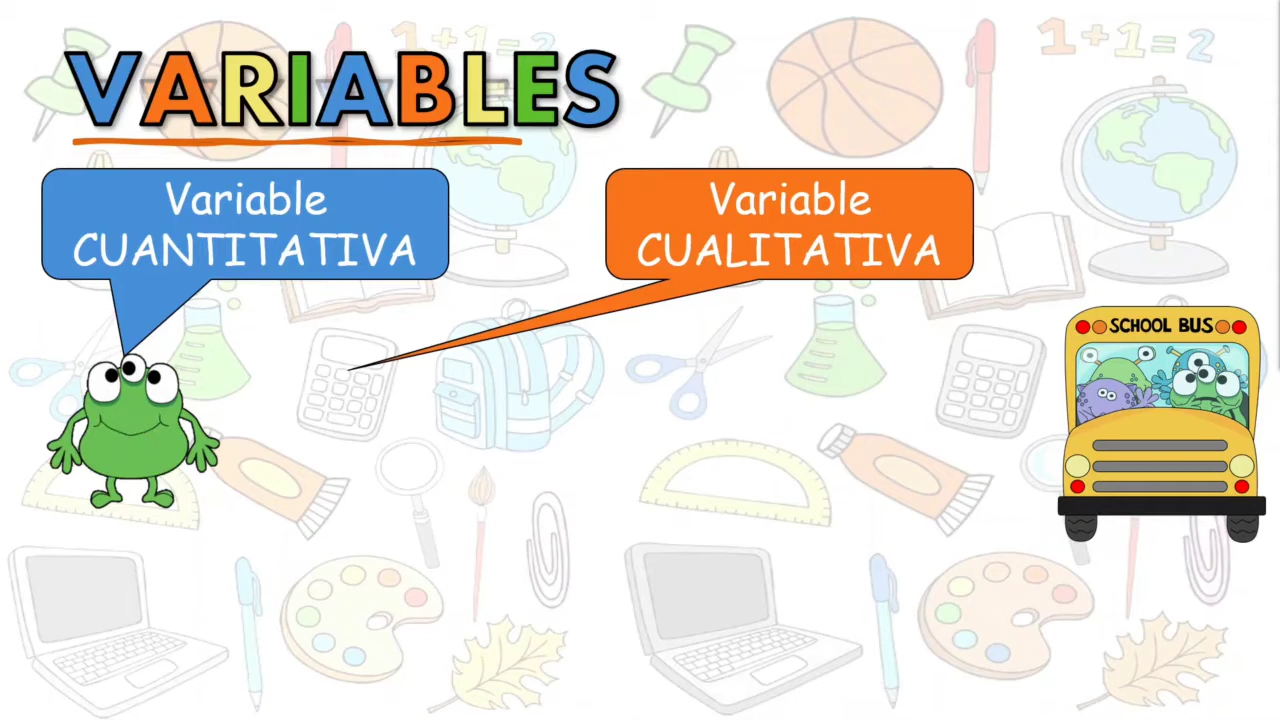 VARIABLES
Variable
CUANTITATIVA
Variable
CUALITATIVA
SCHOOL BUS
1+1=2
1+1=2